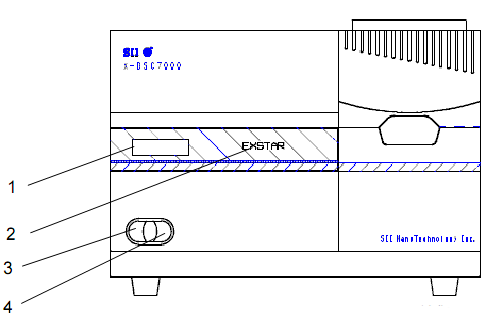 SII
X-DSC7000
EXSTAR
1
2
3
4
SII NanoTechnology Inc.